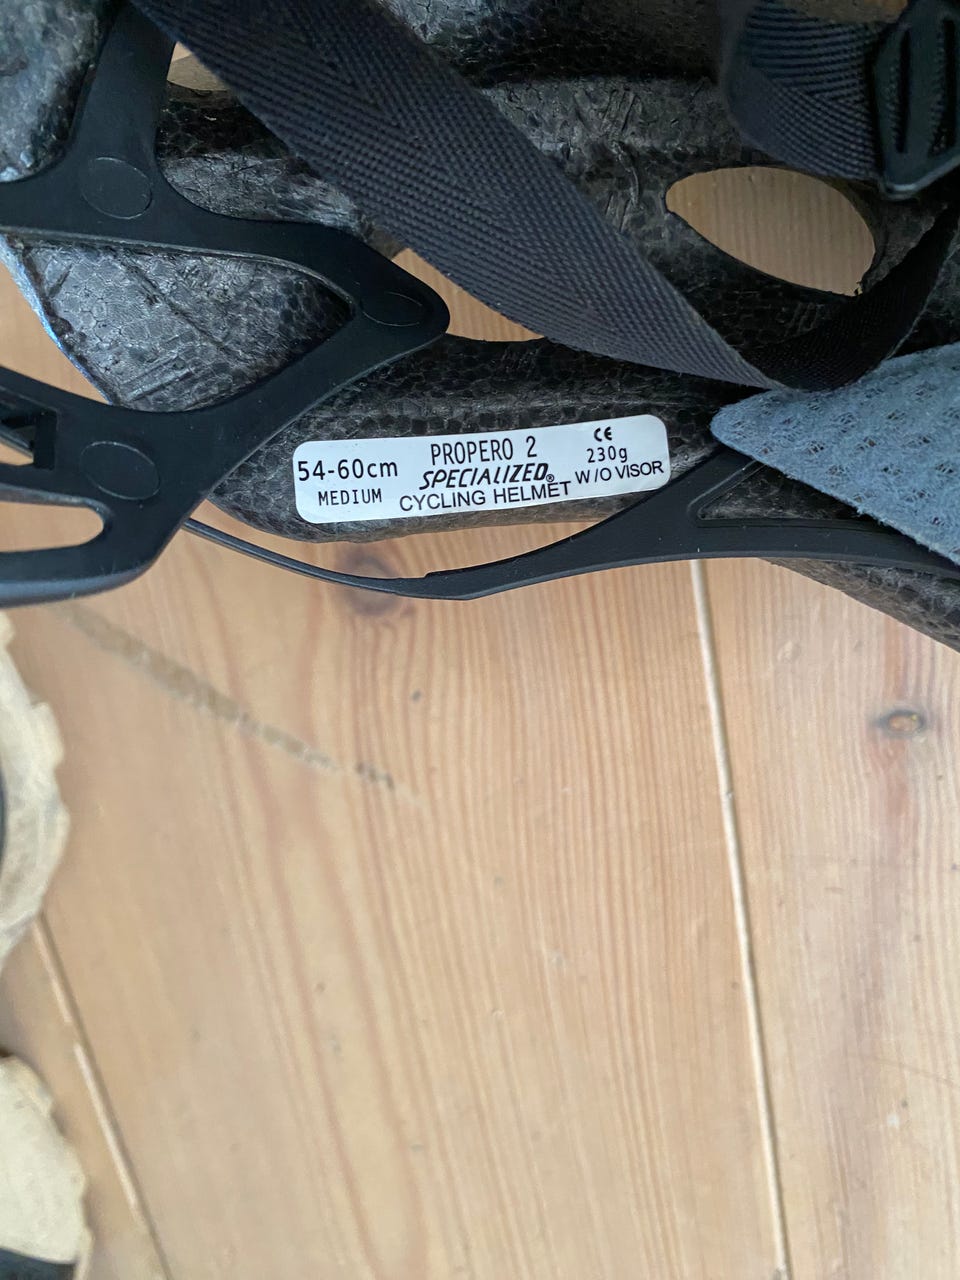 54-60cm
MEDIUM
PROPERO 2
SPECIALIZED®
CYCLING HELMET
CE
230g
W/O VISOR